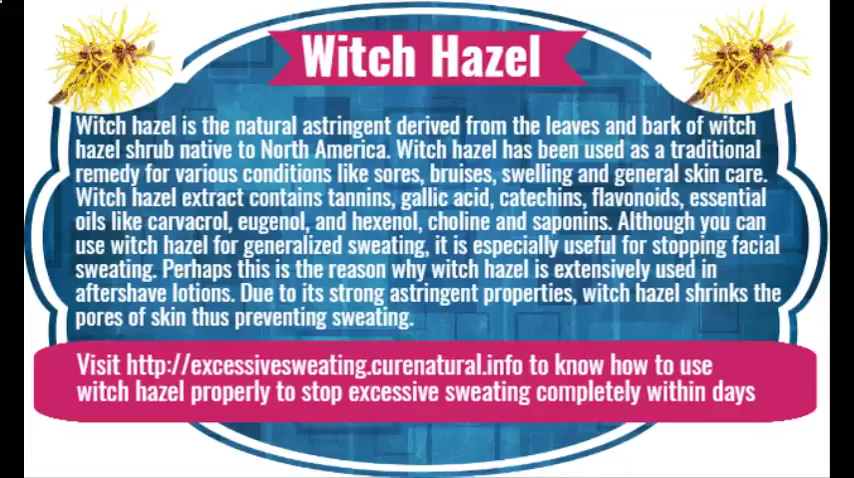 Witch Hazel
Witch hazel is the natural astringent derived from the leaves and bark of witch
hazel shrub native to North America. Witch hazel has been used as a traditional
remedy for various conditions like sores, bruises, swelling and general skin care.
Witch hazel extract contains tannins, gallic acid, catechins, flavonoids, essential
oils like carvacrol, eugenol, and hexenol, choline and saponins. Although you can
use witch hazel for generalized sweating, it is especially useful for stopping facial
sweating. Perhaps this is the reason why witch hazel is extensively used in
aftershave lotions. Due to its strong astringent properties, witch hazel shrinks the
pores of skin thus preventing sweating.
Visit http://excessivesweating.curenatural.info to know how to use
witch hazel properly to stop excessive sweating completely within days